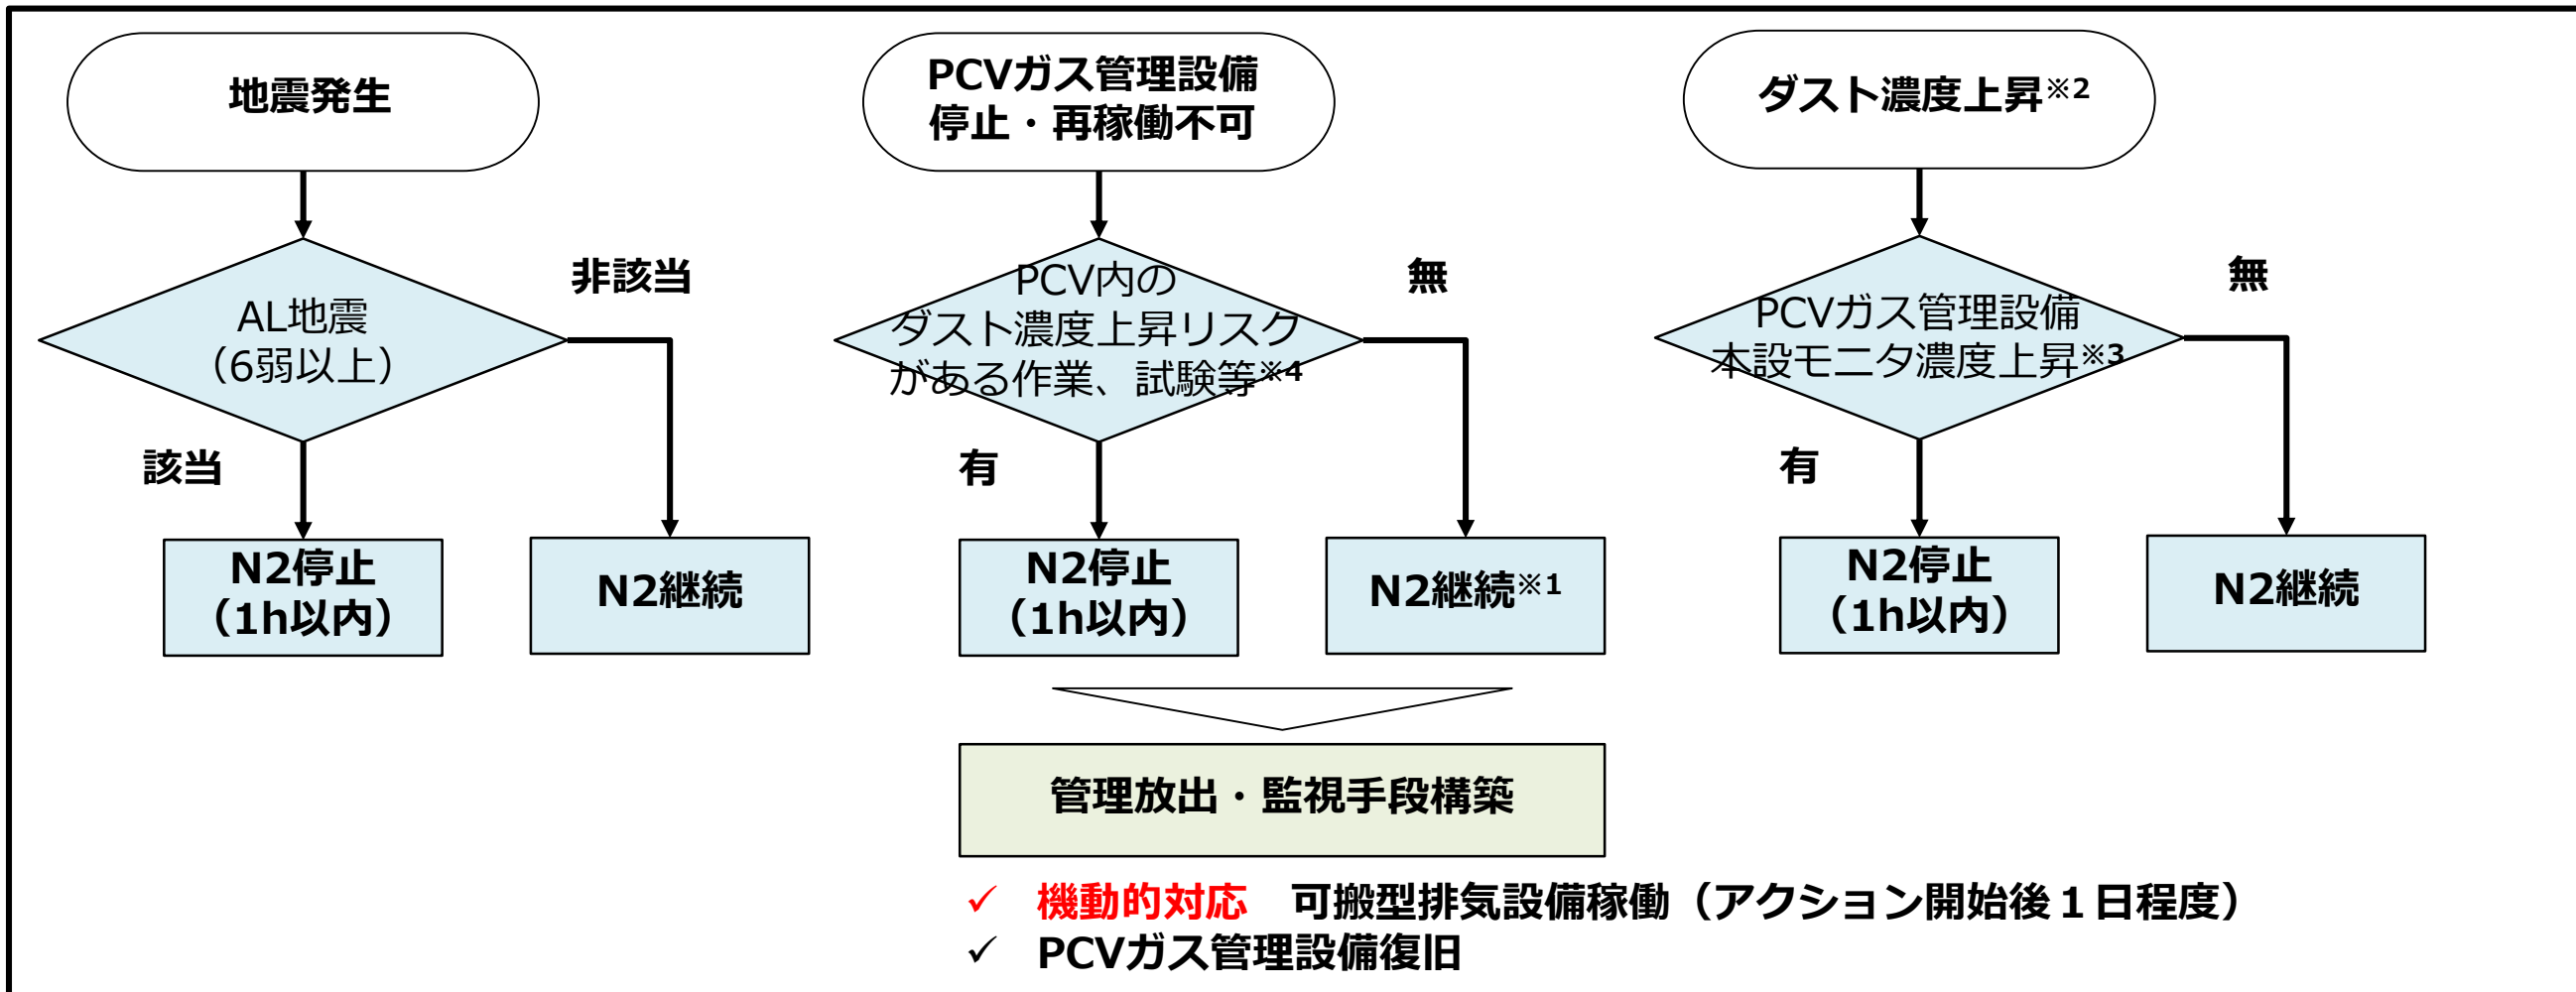 地震発生
AL地震
（6弱以上）
非該当
該当
N2停止
（1h以内）
N2継続
PCVガス管理設備
停止・再稼働不可
PCV内の
ダスト濃度上昇リスク
がある作業、試験等※4
無
有
N2停止
（1h以内）
N2継続※1
管理放出・監視手段構築
✓ 機動的対応　可搬型排気設備稼働（アクション開始後１日程度）
✓ PCVガス管理設備復旧
ダスト濃度上昇※2
PCVガス管理設備
本設モニタ濃度上昇※3
無
有
N2停止
（1h以内）
N2継続